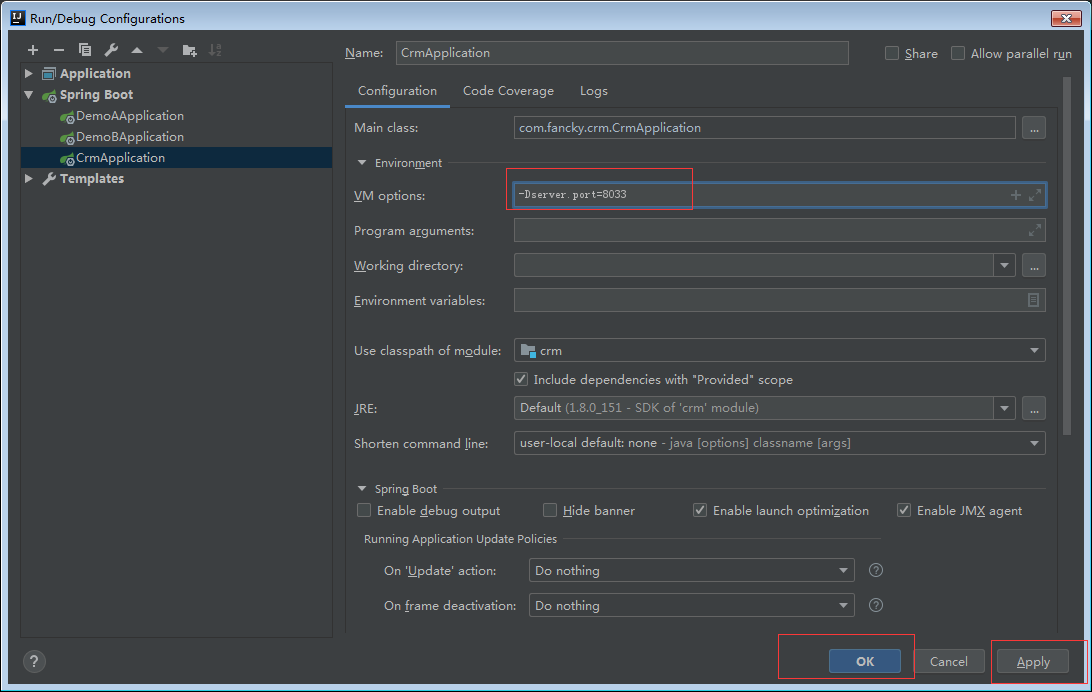 Run/Debug Configurations
Name: CrmApplication Share Allow parallel run
Application
Spring Boot
DemoAApplication
DemoBApplication
CrmApplication
Templates
Configuration Code Coverage Logs
Main class: com.fancky.crm.CrmApplication ...
Environment
VM options: -Dserver.port=8033
Program arguments:
Working directory: ...
Environment variables:
Use classpath of module: crm
Include dependencies with "Provided" scope
JRE: Default (1.8.0_151 - SDK of 'crm' module) ...
Shorten command line: user-local default: none - java [options] classname [args]
Spring Boot
Enable debug output Hide banner Enable launch optimization Enable JMX agent
Running Application Update Policies
On 'Update' action: Do nothing ?
On frame deactivation: Do nothing ?
? OK Cancel Apply